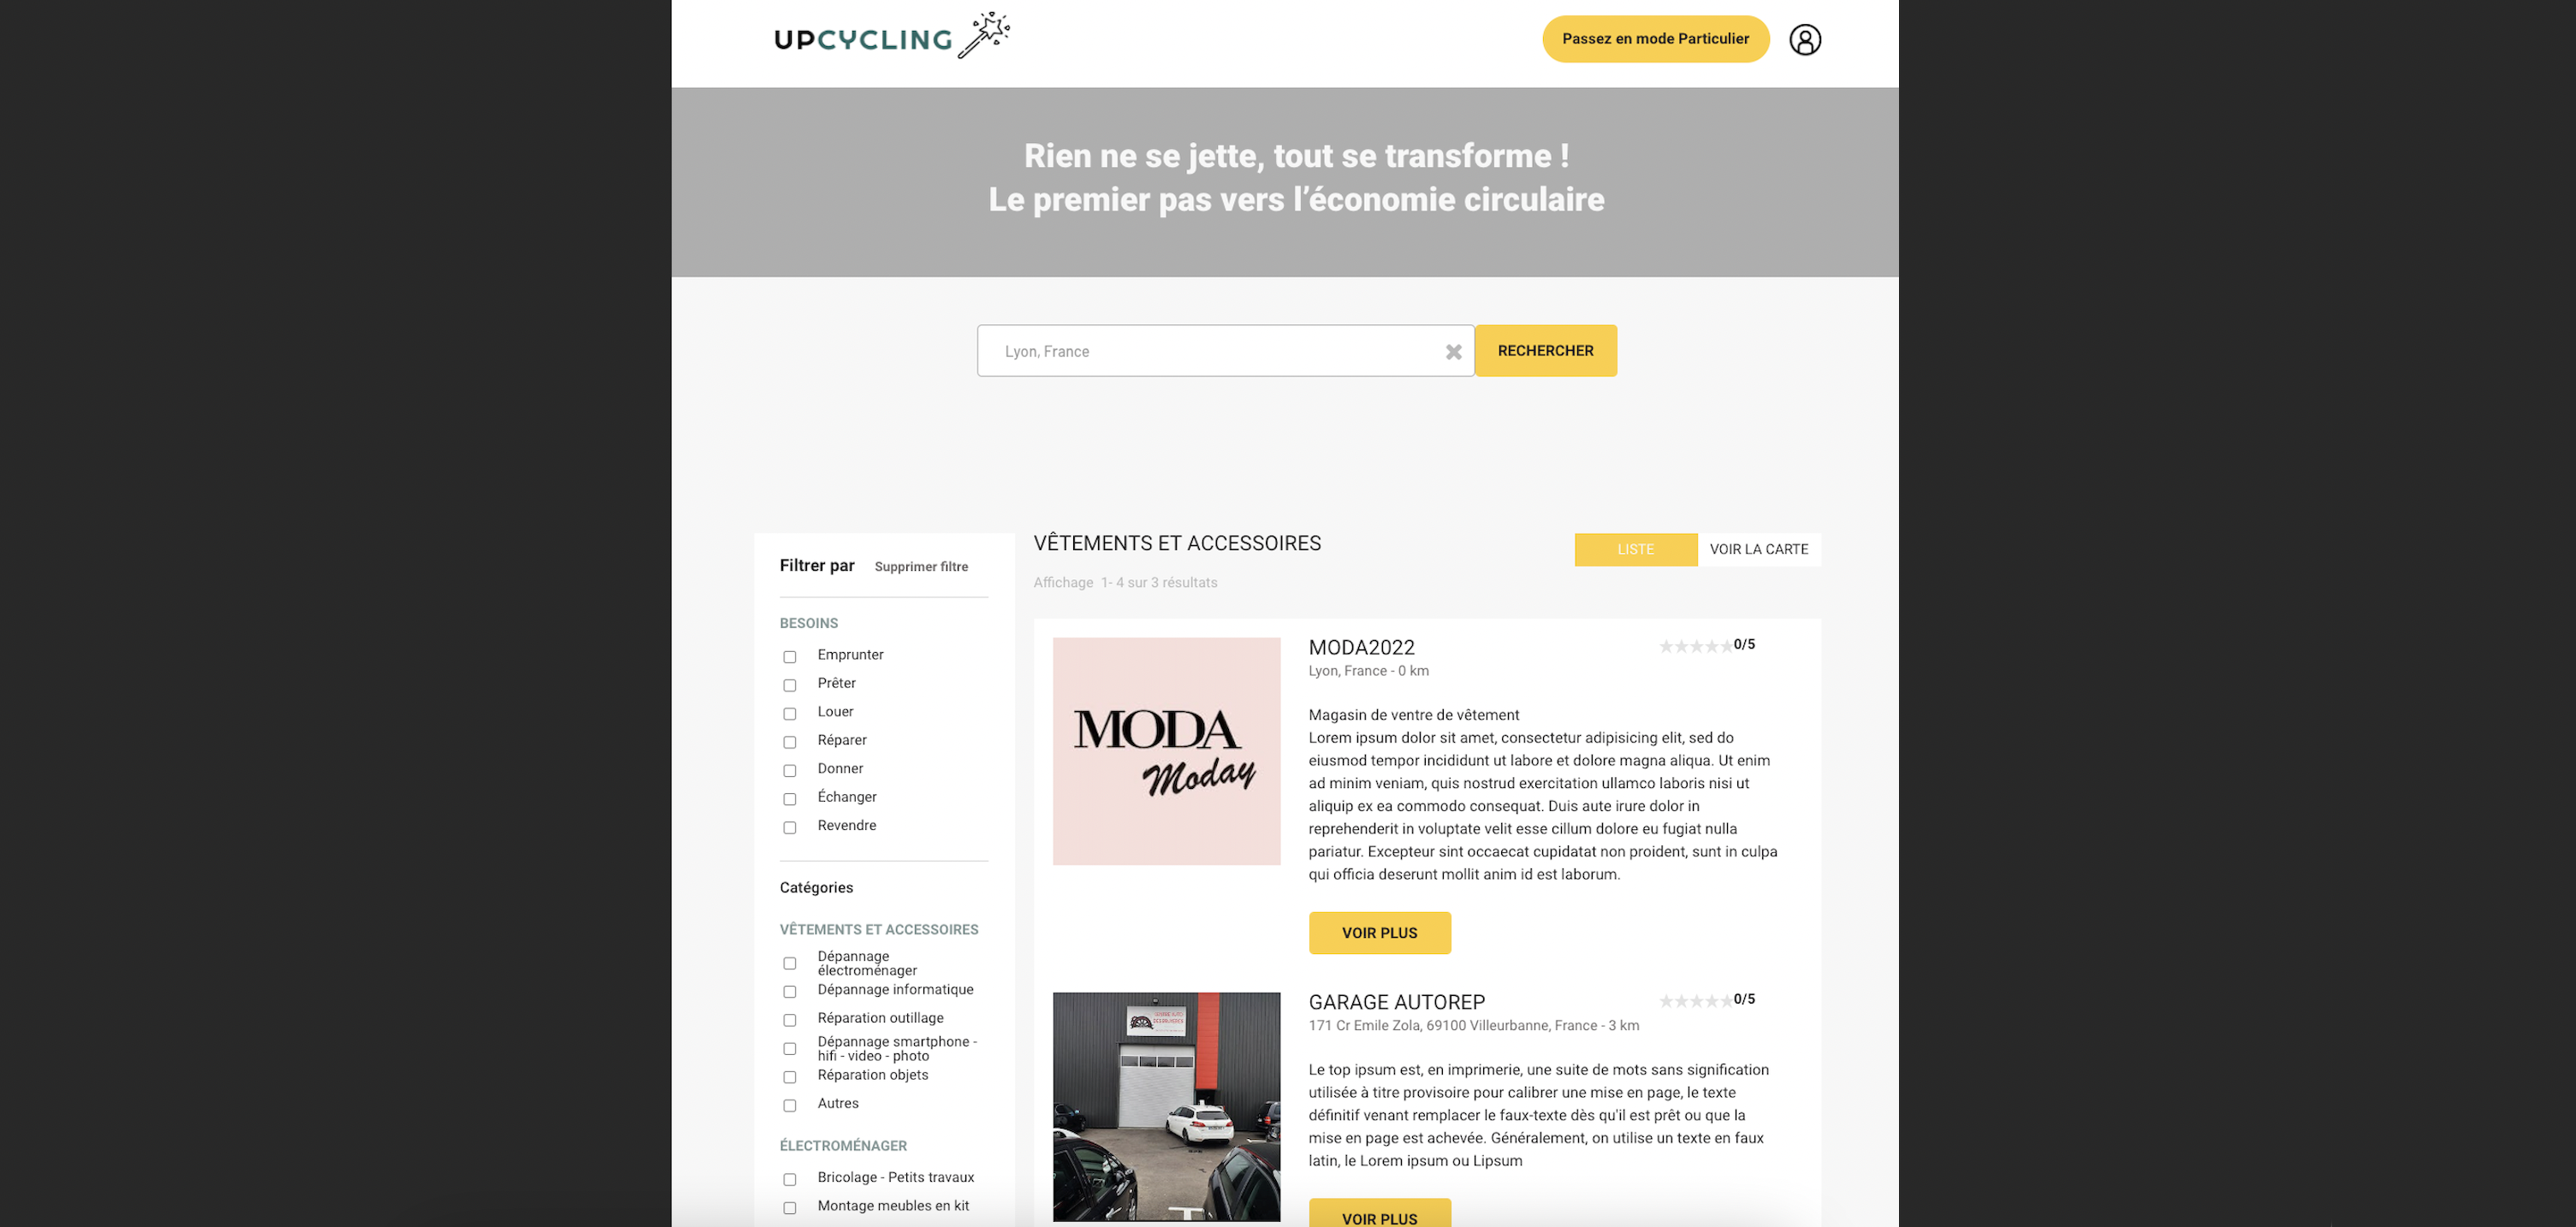 UPCYCLING
Passez en mode Particulier
Rien ne se jette, tout se transforme !
Le premier pas vers l'économie circulaire
Lyon, France
RECHERCHER
Filtrer par Supprimer filtre
BESOINS
Emprunter
Prêter
Louer
Réparer
Donner
Échanger
Revendre
Catégories
VÊTEMENTS ET ACCESSOIRES
Dépannage
électroménager
Dépannage informatique
Réparation outillage
Dépannage smartphone -
hifi - video - photo
Réparation objets
Autres
ÉLECTROMÉNAGER
Bricolage - Petits travaux
Montage meubles en kit
VÊTEMENTS ET ACCESSOIRES
LISTE VOIR LA CARTE
Affichage 1- 4 sur 3 résultats
MODA
Moday
MODA2022
0/5
Lyon, France - 0 km
Magasin de ventre de vêtement
Lorem ipsum dolor sit amet, consectetur adipisicing elit, sed do
eiusmod tempor incididunt ut labore et dolore magna aliqua. Ut enim
ad minim veniam, quis nostrud exercitation ullamco laboris nisi ut
aliquip ex ea commodo consequat. Duis aute irure dolor in
reprehenderit in voluptate velit esse cillum dolore eu fugiat nulla
pariatur. Excepteur sint occaecat cupidatat non proident, sunt in culpa
qui officia deserunt mollit anim id est laborum.
VOIR PLUS
GARAGE AUTOREP
0/5
171 Cr Emile Zola, 69100 Villeurbanne, France - 3 km
Le top ipsum est, en imprimerie, une suite de mots sans signification
utilisée à titre provisoire pour calibrer une mise en page, le texte
définitif venant remplacer le faux-texte dès qu'il est prêt ou que la
mise en page est achevée. Généralement, on utilise un texte en faux
latin, le Lorem ipsum ou Lipsum
VOIR PLUS